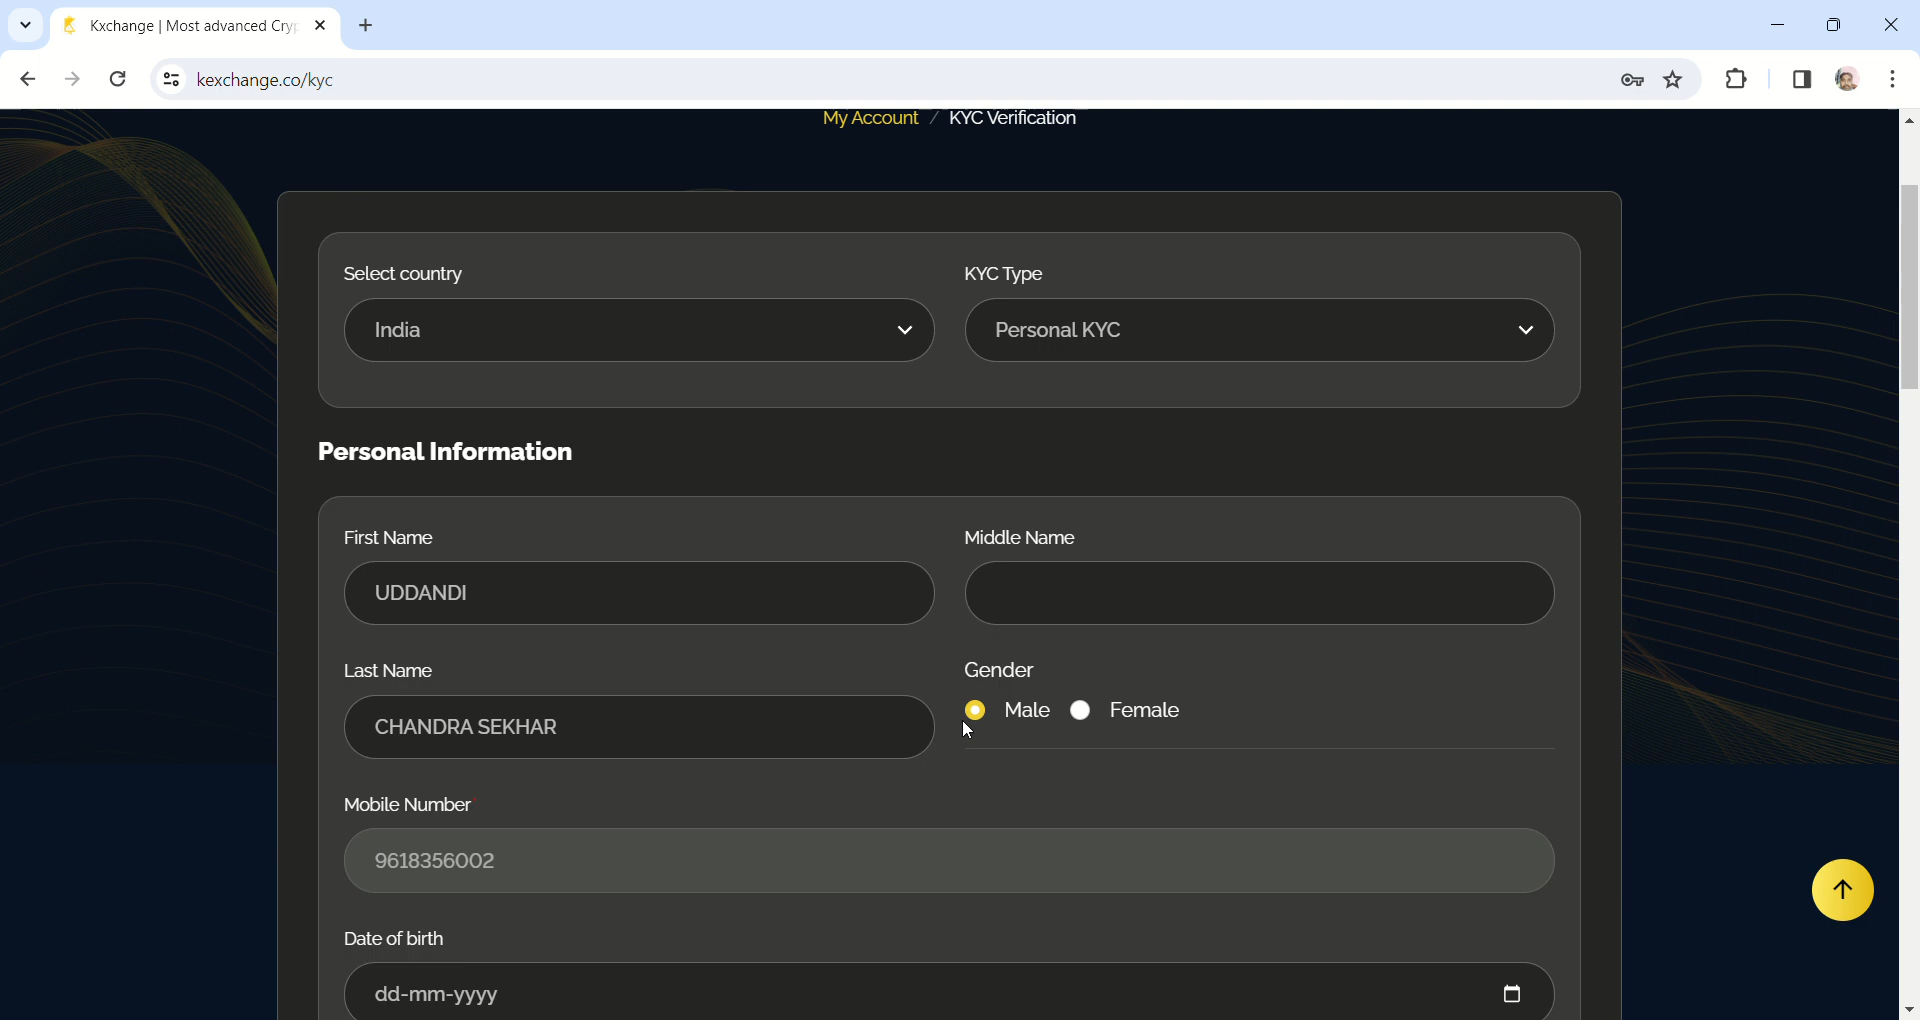 Kxchange | Most advanced Cryp
kexchange.co/kyc
My Account / KYC Verification
Select country
KYC Type
India
Personal KYC
Personal Information
First Name
Middle Name
UDDANDI
Last Name
Gender
CHANDRA SEKHAR
Male
Female
Mobile Number
9618356002
Date of birth
dd-mm-yyyy